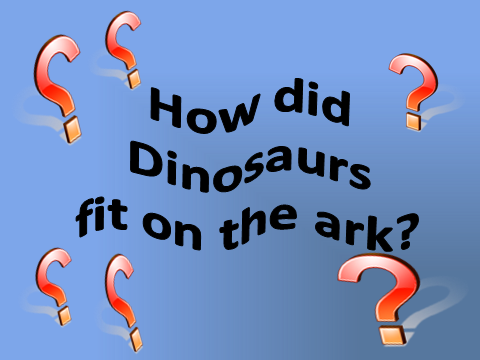 How did
Dinosaurs
fit on the ark?